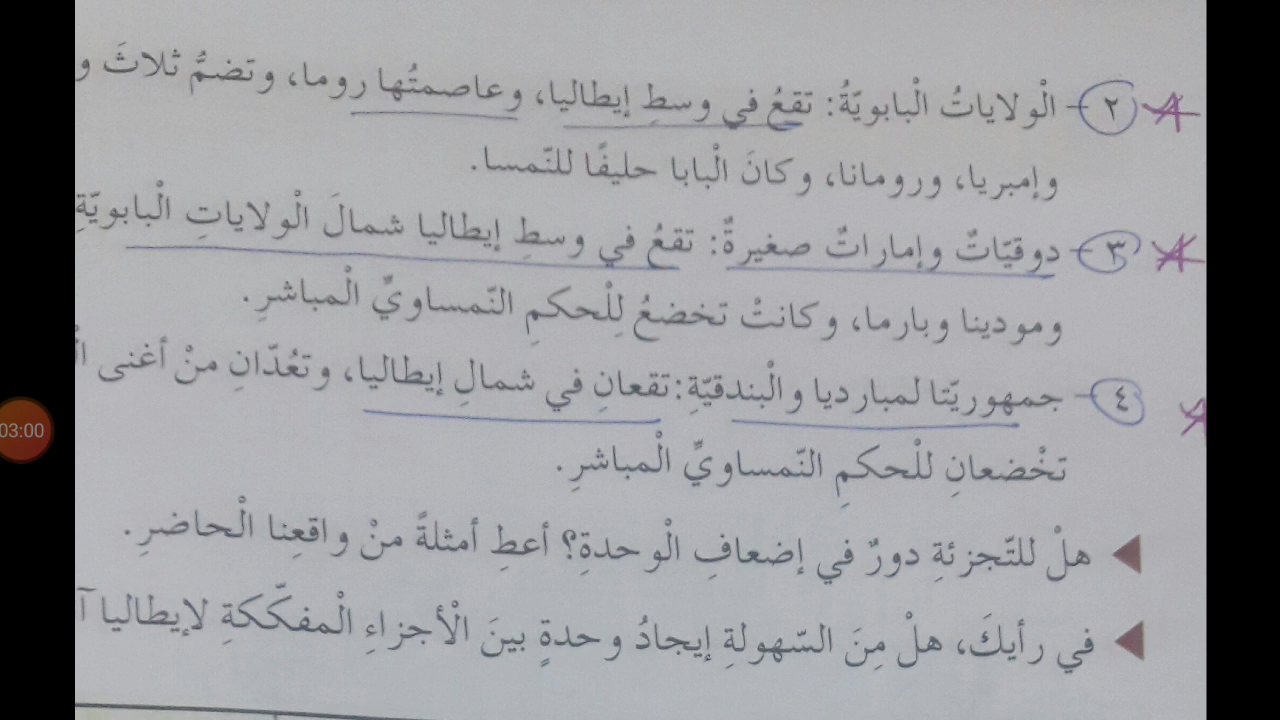 ٢- الْولاياتُ الْبابويّةُ: تقعُ في وسطِ إيطاليا، وعاصمتُها روما، وتضمُّ ثلاثَ و
وإمبريا، ورومانا، وكانَ الْبابا حليفًا للنّمسا.
٣- دوقيّاتٌ وإماراتٌ صغيرةٌ: تقعُ في وسطِ إيطاليا شمالَ الْولاياتِ الْبابويّةِ
ومودينا وبارما، وكانتْ تخضعُ لِلْحكمِ النّمساويِّ الْمباشرِ.
٤- جمهوريّتا لمبارديا والْبندقيّةِ: تقعانِ في شمالِ إيطاليا، وتعُدّانِ منْ أغنى
تخْضعانِ للْحكمِ النّمساويِّ الْمباشرِ.
هلْ للتّجزئةِ دورٌ في إضعافِ الْوحدةِ؟ أعطِ أمثلةً منْ واقعِنا الْحاضرِ.
في رأيكَ، هلْ مِنَ السّهولةِ إيجادُ وحدةٍ بينَ الْأجزاءِ الْمفكّكةِ لإيطاليا
03:00